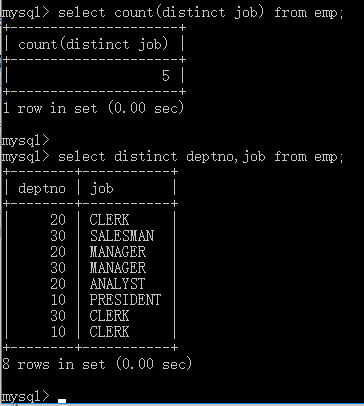 mysql> select count(distinct job) from emp;
+---------------------+
| count(distinct job) |
+---------------------+
|                   5 |
+---------------------+
1 row in set (0.00 sec)
mysql>
mysql> select distinct deptno,job from emp;
+--------+-----------+
| deptno | job       |
+--------+-----------+
|     20 | CLERK     |
|     30 | SALESMAN  |
|     20 | MANAGER   |
|     30 | MANAGER   |
|     20 | ANALYST   |
|     10 | PRESIDENT |
|     30 | CLERK     |
|     10 | CLERK     |
+--------+-----------+
8 rows in set (0.00 sec)
mysql> _